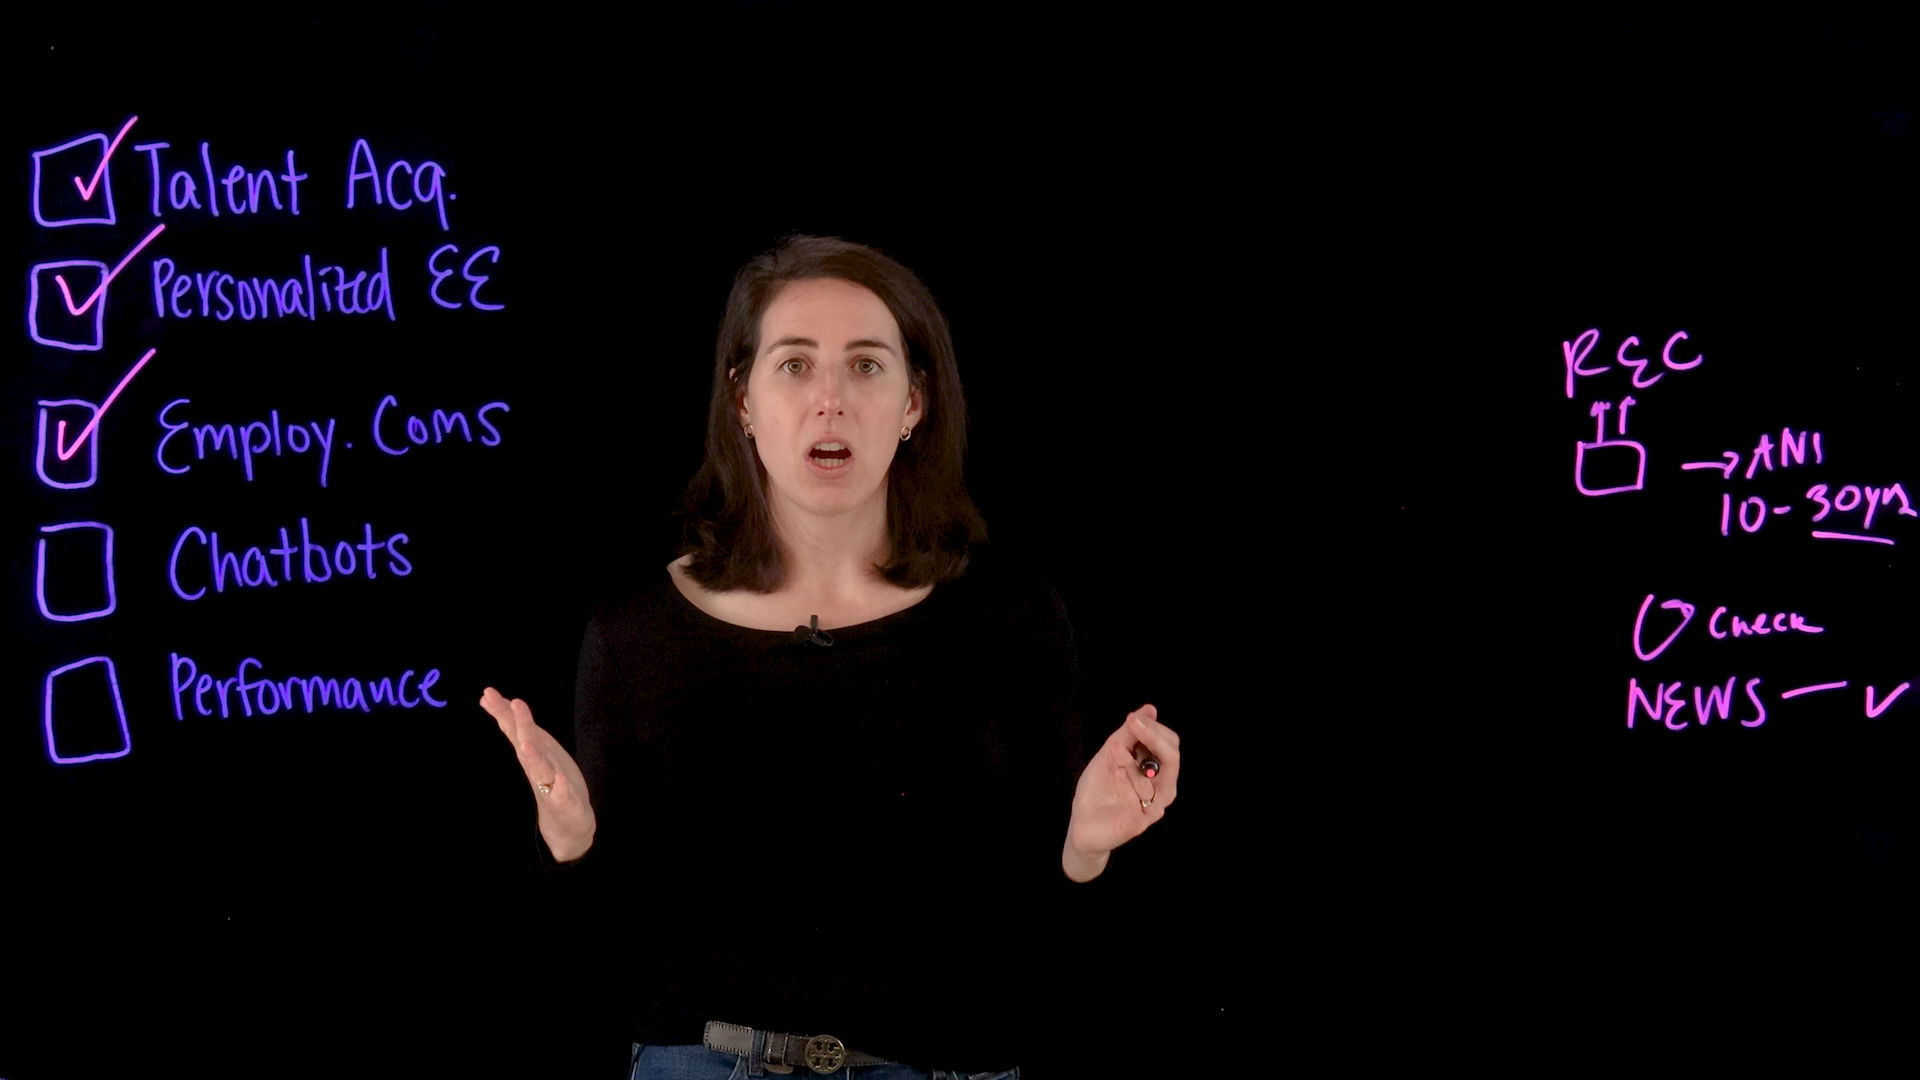 Talent Acq.
Personalized EE
Employ. Coms
Chatbots
Performance
REC
→ ANI
10-30yrs
check
NEWS — ✓